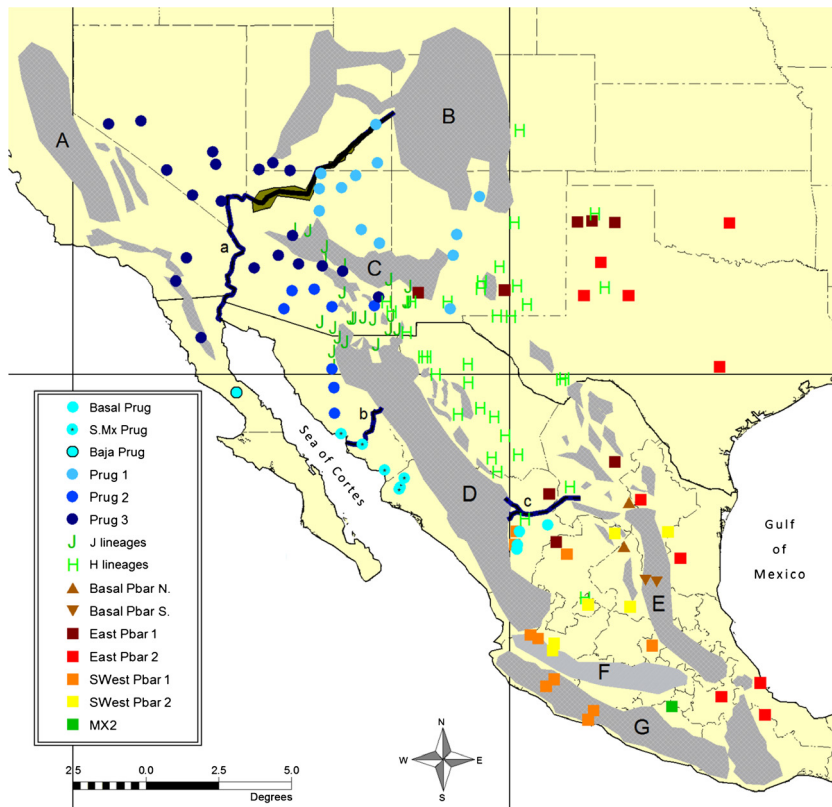 A
B
a
C
b
Sea of Cortes
D
c
Gulf
of
Mexico
E
F
G
Basal Prug
S.Mx Prug
Baja Prug
Prug 1
Prug 2
Prug 3
J J lineages
H H lineages
Basal Pbar N.
Basal Pbar S.
East Pbar 1
East Pbar 2
SWest Pbar 1
SWest Pbar 2
MX2
N
W E
S
2.5 0.0 2.5 5.0
Degrees